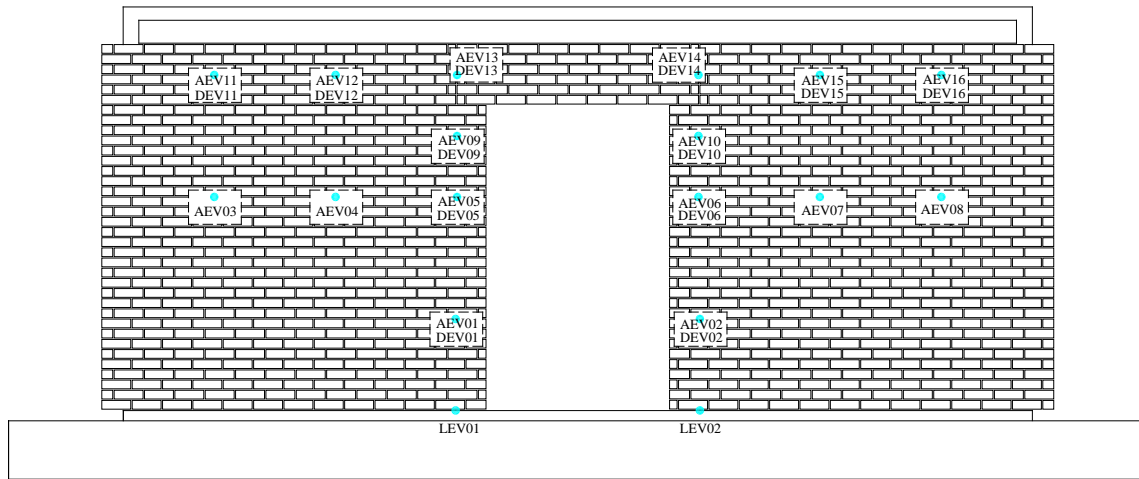 AEV13
DEV13
AEV14
DEV14
AEV11
DEV11
AEV12
DEV12
AEV15
DEV15
AEV16
DEV16
AEV09
DEV09
AEV10
DEV10
AEV03
AEV04
AEV05
DEV05
AEV06
DEV06
AEV07
AEV08
AEV01
DEV01
AEV02
DEV02
LEV01
LEV02